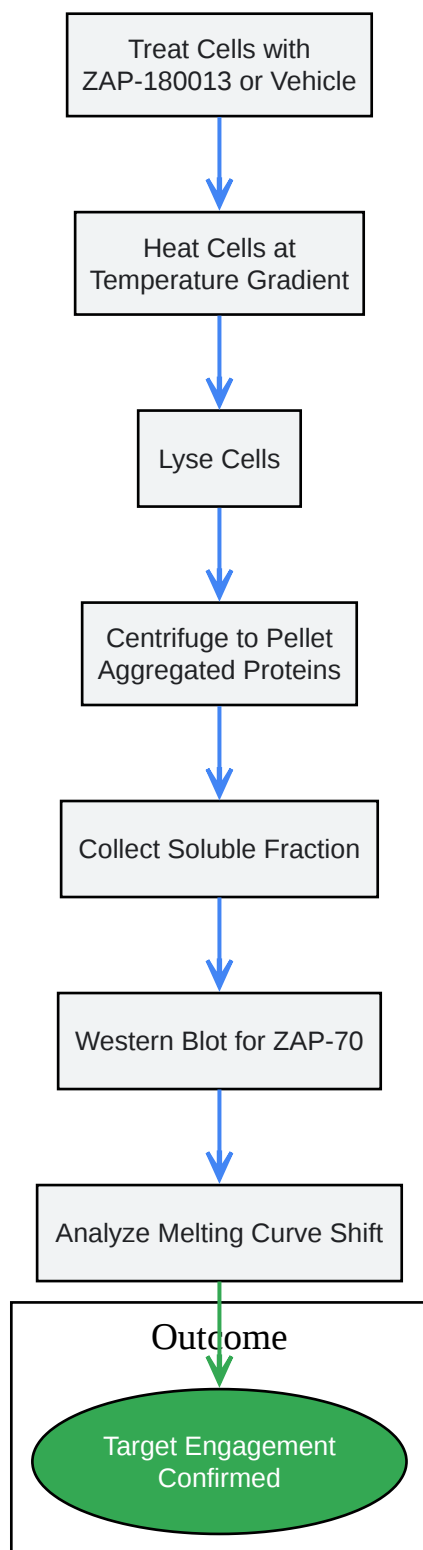 Treat Cells with
ZAP-180013 or Vehicle
Heat Cells at
Temperature Gradient
Lyse Cells
Centrifuge to Pellet
Aggregated Proteins
Collect Soluble Fraction
Western Blot for ZAP-70
Analyze Melting Curve Shift
Outcome
Target Engagement
Confirmed